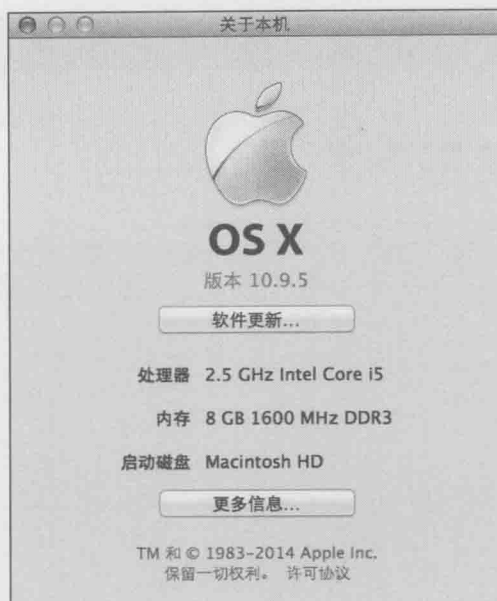 关于本机
OS X
版本 10.9.5
软件更新...
处理器 2.5 GHz Intel Core i5
内存 8 GB 1600 MHz DDR3
启动磁盘 Macintosh HD
更多信息...
TM 和 © 1983-2014 Apple Inc.
保留一切权利。 许可协议